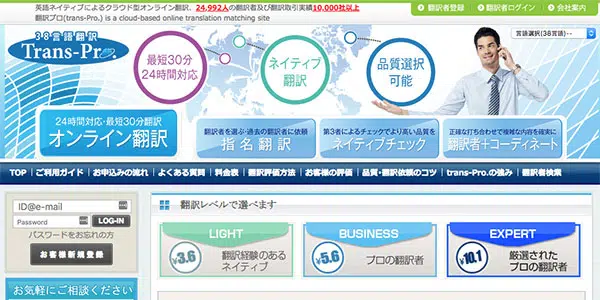 英語ネイティブによるクラウド型オンライン翻訳。24,992人の翻訳者及び翻訳取引実績10,000社以上
翻訳プロ(trans-Pro.) is a cloud-based online translation matching site
翻訳者登録
翻訳者ログイン
会社案内
38言語翻訳
Trans-Pro.
最短30分
24時間対応
ネイティブ
翻訳
品質選択
可能
言語選択(38言語)--
24時間対応・最短30分翻訳
オンライン翻訳
翻訳者を選ぶ・過去の翻訳者に依頼
指名翻訳
第3者によるチェックでより高い品質を
ネイティブチェック
正確な打ち合わせで複雑な内容を確実に
翻訳者+コーディネート
TOP | ご利用ガイド | お申込みの流れ | よくある質問 | 料金表 | 翻訳評価方法 | お客様の評価 | 品質・翻訳依頼のコツ | trans-Pro.の強み | 翻訳者検索
ID@e-mail
Password
LOG-IN
パスワードをお忘れの方
お客様新規登録
お気軽にご相談ください
翻訳レベルで選べます
LIGHT
¥3.6
翻訳経験のある
ネイティブ
BUSINESS
¥5.6
プロの翻訳者
EXPERT
¥10.1
厳選された
プロの翻訳者